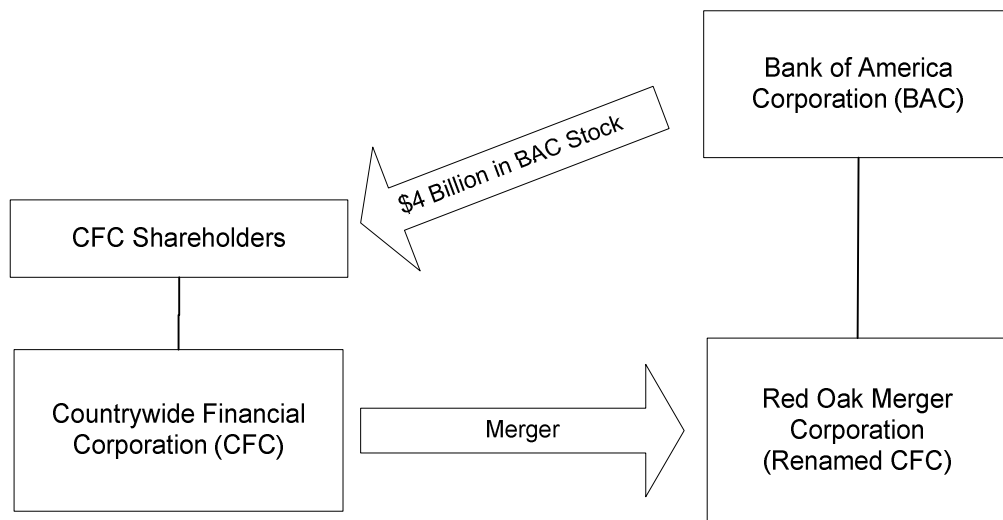 Bank of America
Corporation (BAC)
$4 Billion in BAC Stock
CFC Shareholders
Countrywide Financial
Corporation (CFC)
Merger
Red Oak Merger
Corporation
(Renamed CFC)